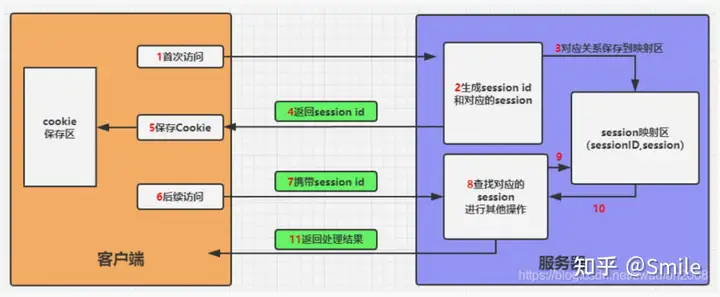 1首次访问
3对应关系保存到映射区
2生成session id
和对应的session
4返回session id
cookie
保存区
5保存Cookie
session映射区
(sessionID,session)
9
6后续访问
7携带session id
8查找对应的
session
进行其他操作
10
11返回处理结果
客户端
服务
知乎 @Smile